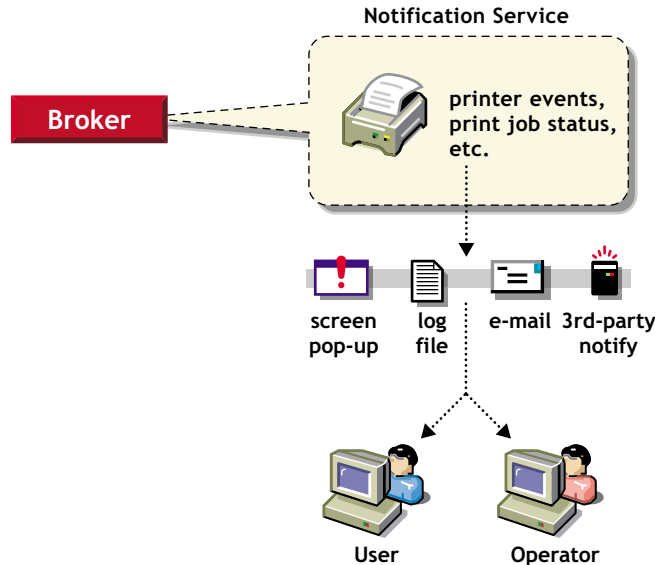 Notification Service
Broker
printer events,
print job status,
etc.
screen
pop-up
log
file
e-mail
3rd-party
notify
User
Operator